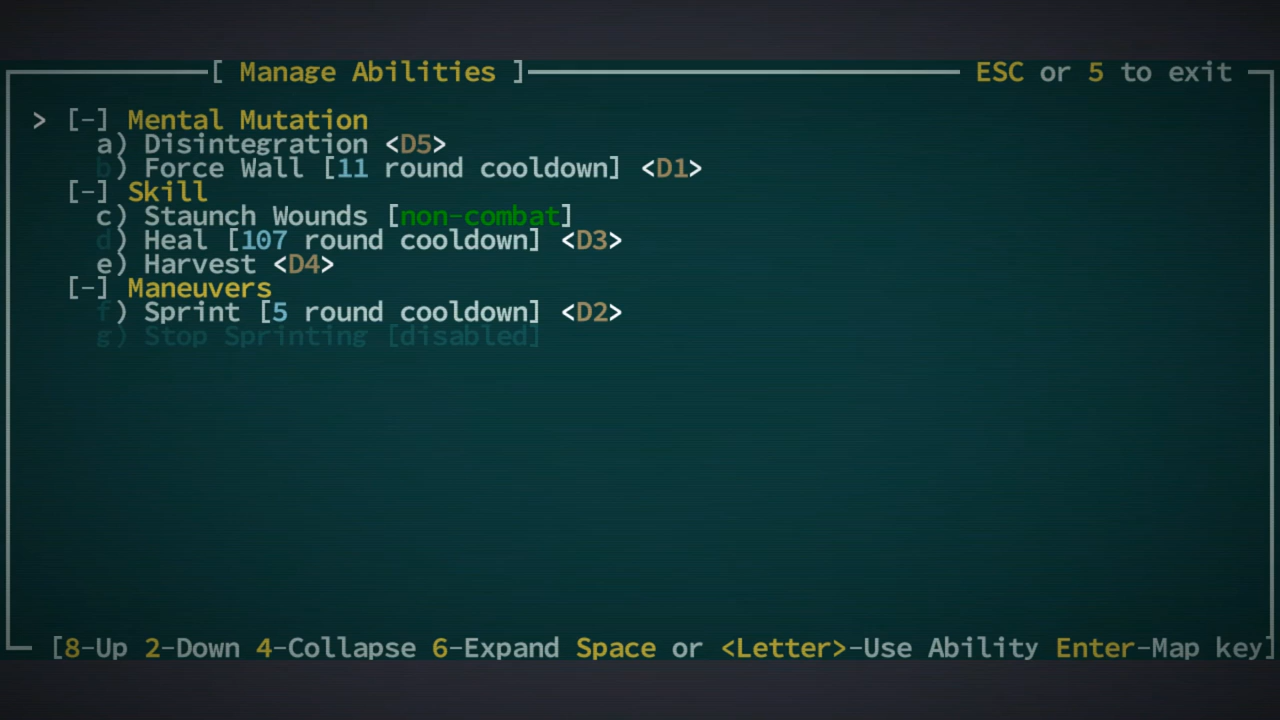 [ Manage Abilities ] ESC or 5 to exit
> [-] Mental Mutation
a) Disintegration <D5>
b) Force Wall [11 round cooldown] <D1>
[-] Skill
c) Staunch Wounds [non-combat]
d) Heal [107 round cooldown] <D3>
e) Harvest <D4>
[-] Maneuvers
f) Sprint [5 round cooldown] <D2>
g) Stop Sprinting [disabled]
[8-Up 2-Down 4-Collapse 6-Expand Space or <Letter>-Use Ability Enter-Map key]